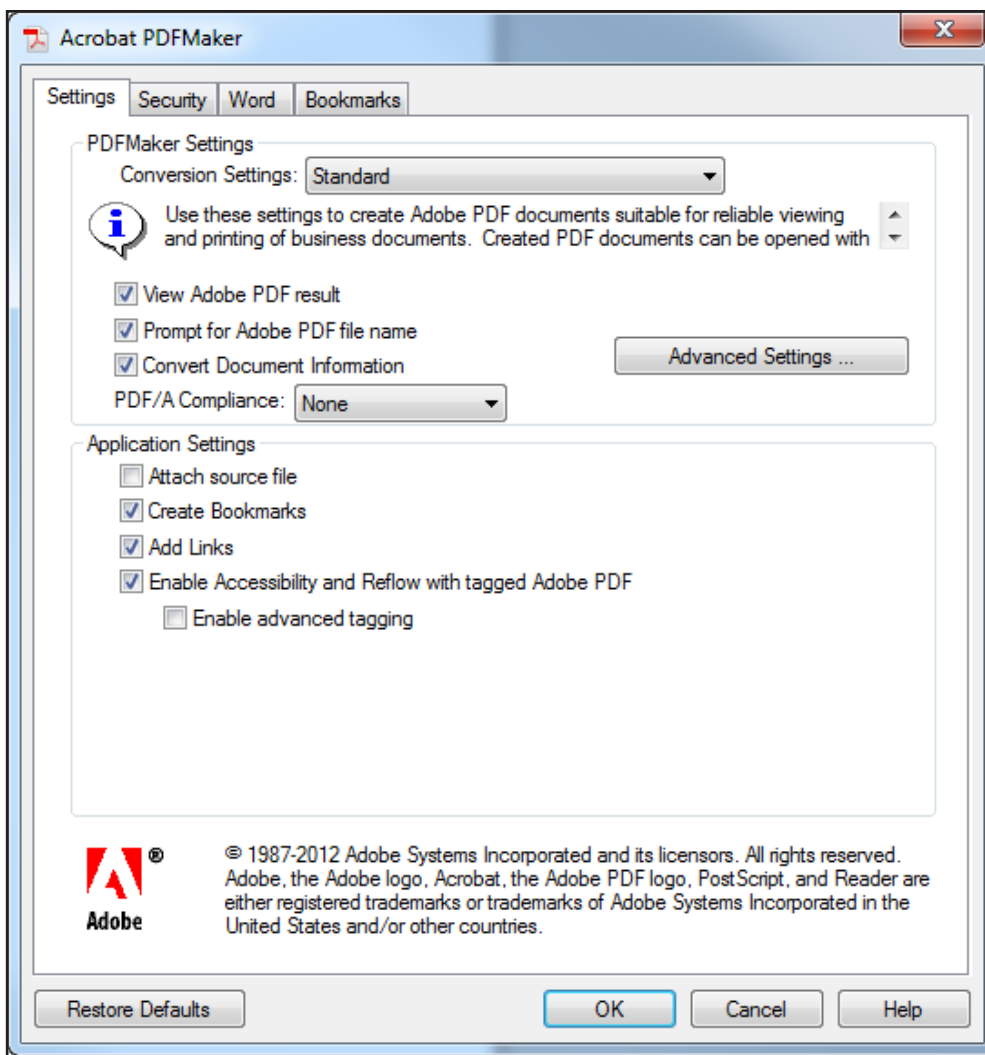 Acrobat PDFMaker
Settings Security Word Bookmarks
PDFMaker Settings
Conversion Settings: Standard
Use these settings to create Adobe PDF documents suitable for reliable viewing
and printing of business documents. Created PDF documents can be opened with
View Adobe PDF result
Prompt for Adobe PDF file name
Convert Document Information
Advanced Settings ...
PDF/A Compliance: None
Application Settings
Attach source file
Create Bookmarks
Add Links
Enable Accessibility and Reflow with tagged Adobe PDF
Enable advanced tagging
Adobe
®
© 1987-2012 Adobe Systems Incorporated and its licensors. All rights reserved.
Adobe, the Adobe logo, Acrobat, the Adobe PDF logo, PostScript, and Reader are
either registered trademarks or trademarks of Adobe Systems Incorporated in the
United States and/or other countries.
Restore Defaults OK Cancel Help